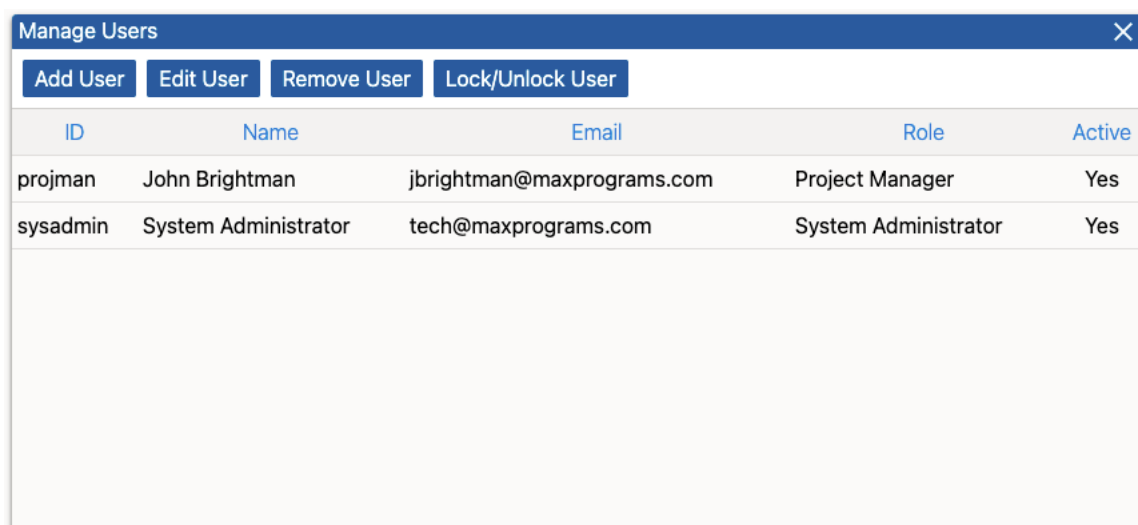 Manage Users
Add User Edit User Remove User Lock/Unlock User
ID Name Email Role Active
projman John Brightman jbrightman@maxprograms.com Project Manager Yes
sysadmin System Administrator tech@maxprograms.com System Administrator Yes